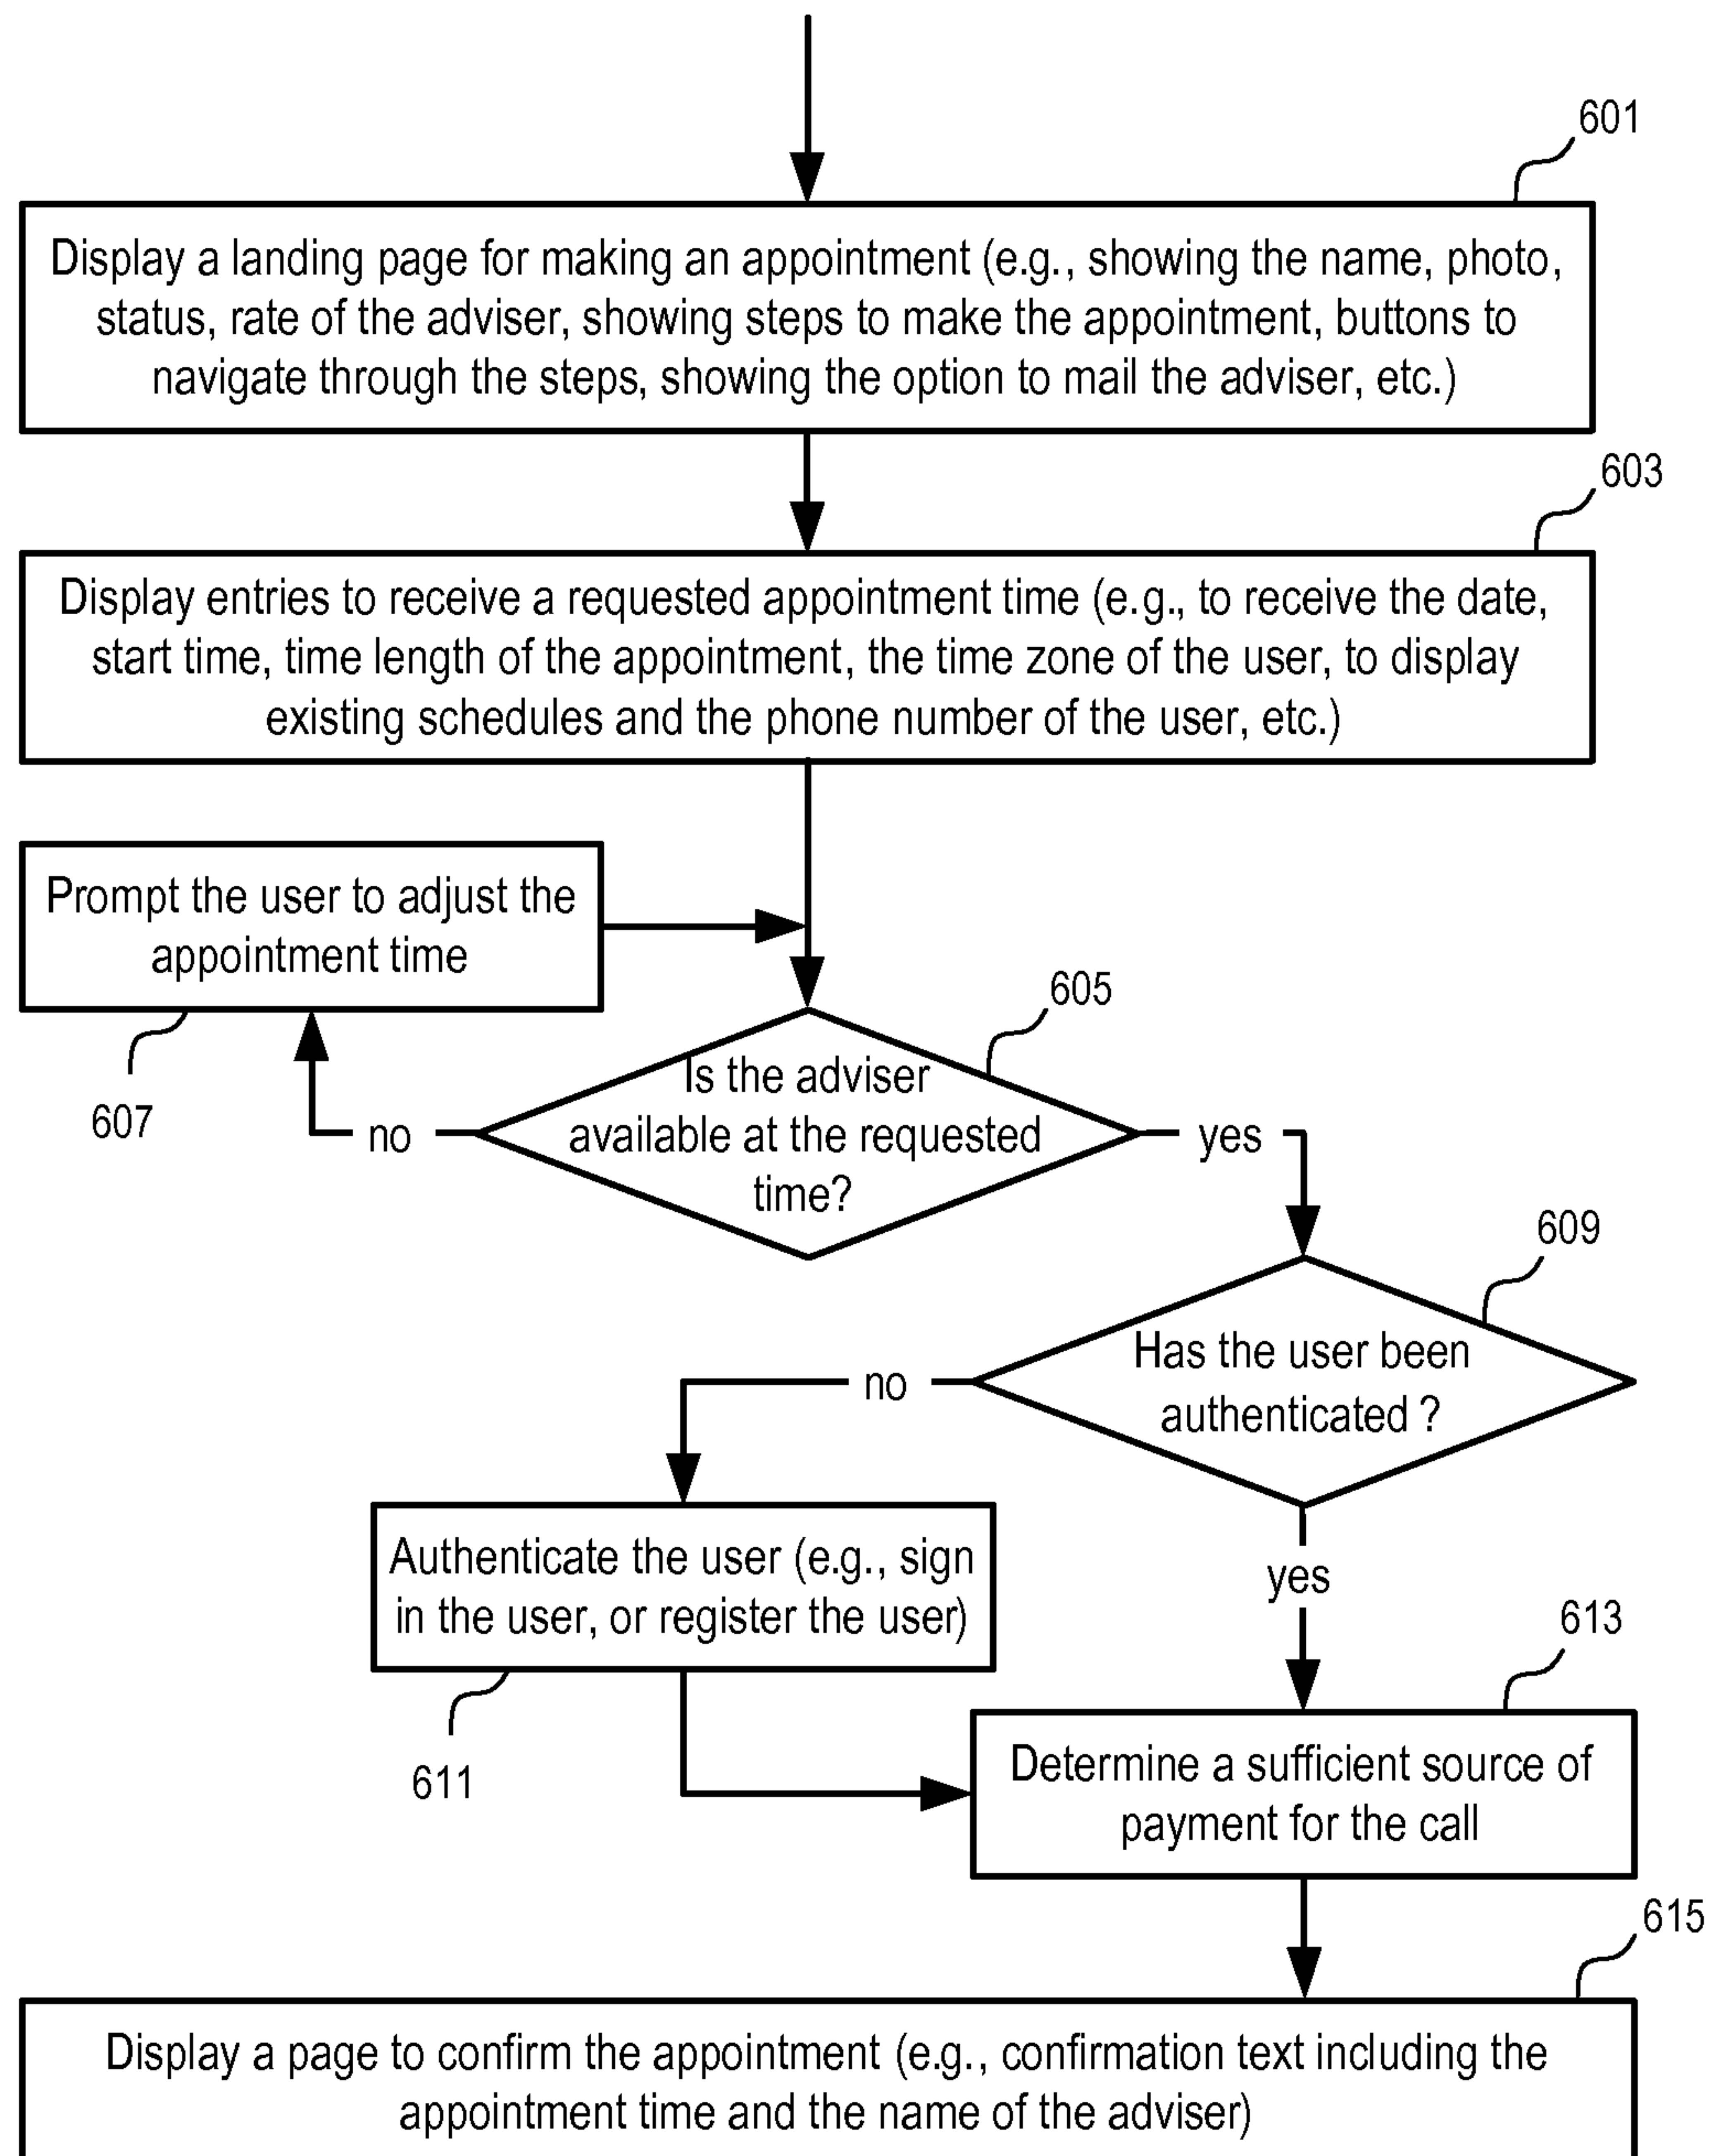 601
Display a landing page for making an appointment (e.g., showing the name, photo,
status, rate of the adviser, showing steps to make the appointment, buttons to
navigate through the steps, showing the option to mail the adviser, etc.)
603
Display entries to receive a requested appointment time (e.g., to receive the date,
start time, time length of the appointment, the time zone of the user, to display
existing schedules and the phone number of the user, etc.)
Prompt the user to adjust the
appointment time
607
605
Is the adviser
available at the requested
time?
no
yes
609
Has the user been
authenticated ?
no
yes
Authenticate the user (e.g., sign
in the user, or register the user)
611
613
Determine a sufficient source of
payment for the call
615
Display a page to confirm the appointment (e.g., confirmation text including the
appointment time and the name of the adviser)